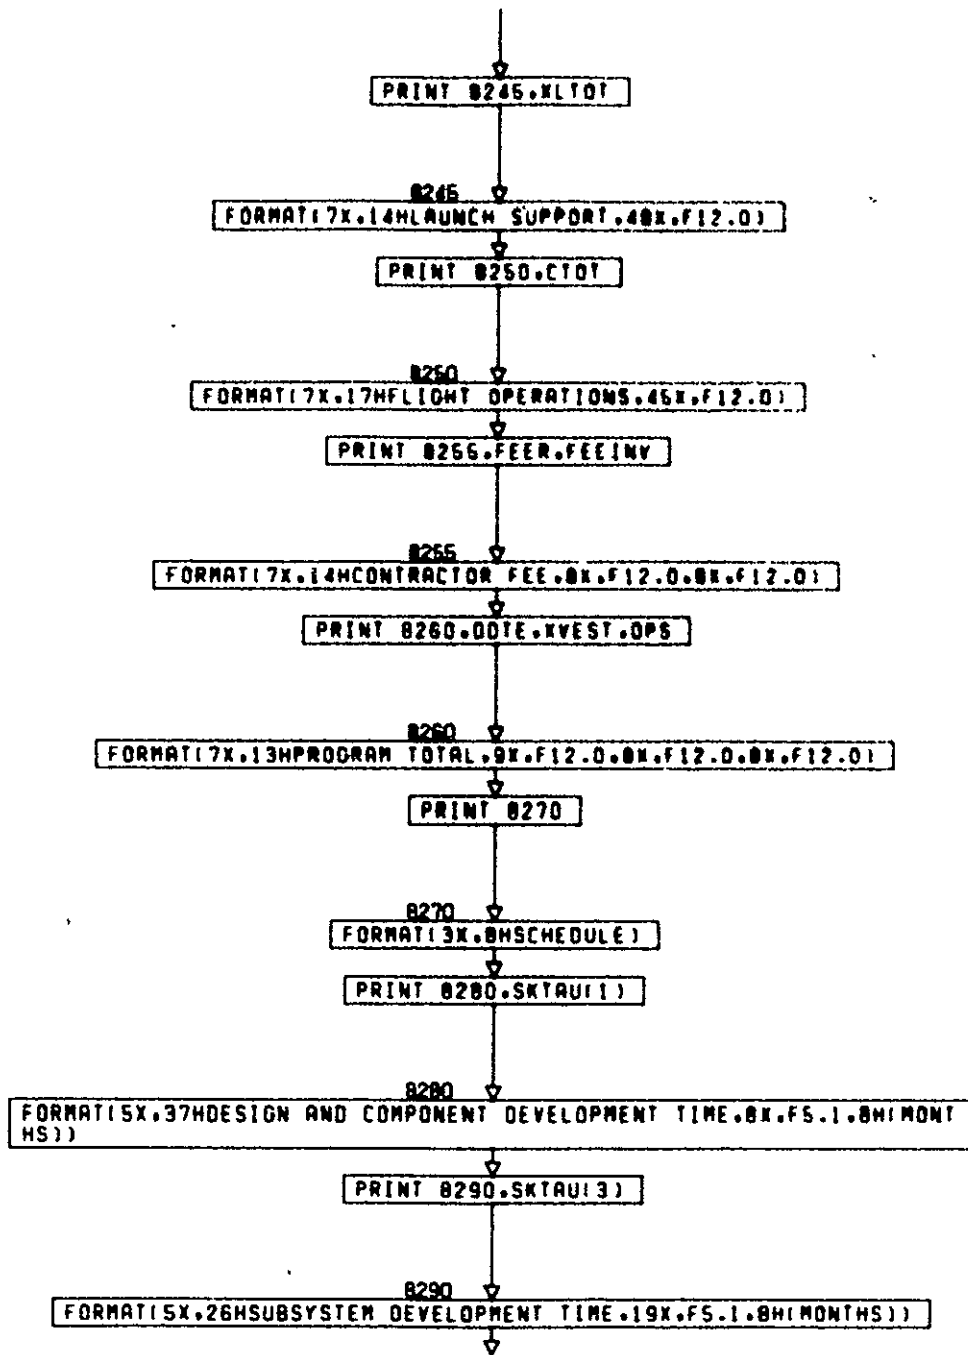 PRINT 8245,XLTOT
8245
FORMAT(7X,14HLAUNCH SUPPORT,48X,F12.0)
PRINT 8250,CTOT
8250
FORMAT(7X,17HFLIGHT OPERATIONS,45X,F12.0)
PRINT 8255,FEER,FEEINV
8255
FORMAT(7X,14HCONTRACTOR FEE,8X,F12.0,8X,F12.0)
PRINT 8260,DDTE,XVEST,OPS
8260
FORMAT(7X,13HPROGRAM TOTAL,9X,F12.0,8X,F12.0,8X,F12.0)
PRINT 8270
8270
FORMAT(3X,8HSCHEDULE)
PRINT 8280,SKTAU(1)
8280
FORMAT(5X,37HDESIGN AND COMPONENT DEVELOPMENT TIME,8X,F5.1,8H(MONT
HS))
PRINT 8290,SKTAU(3)
8290
FORMAT(5X,26HSUBSYSTEM DEVELOPMENT TIME,19X,F5.1,8H(MONTHS))